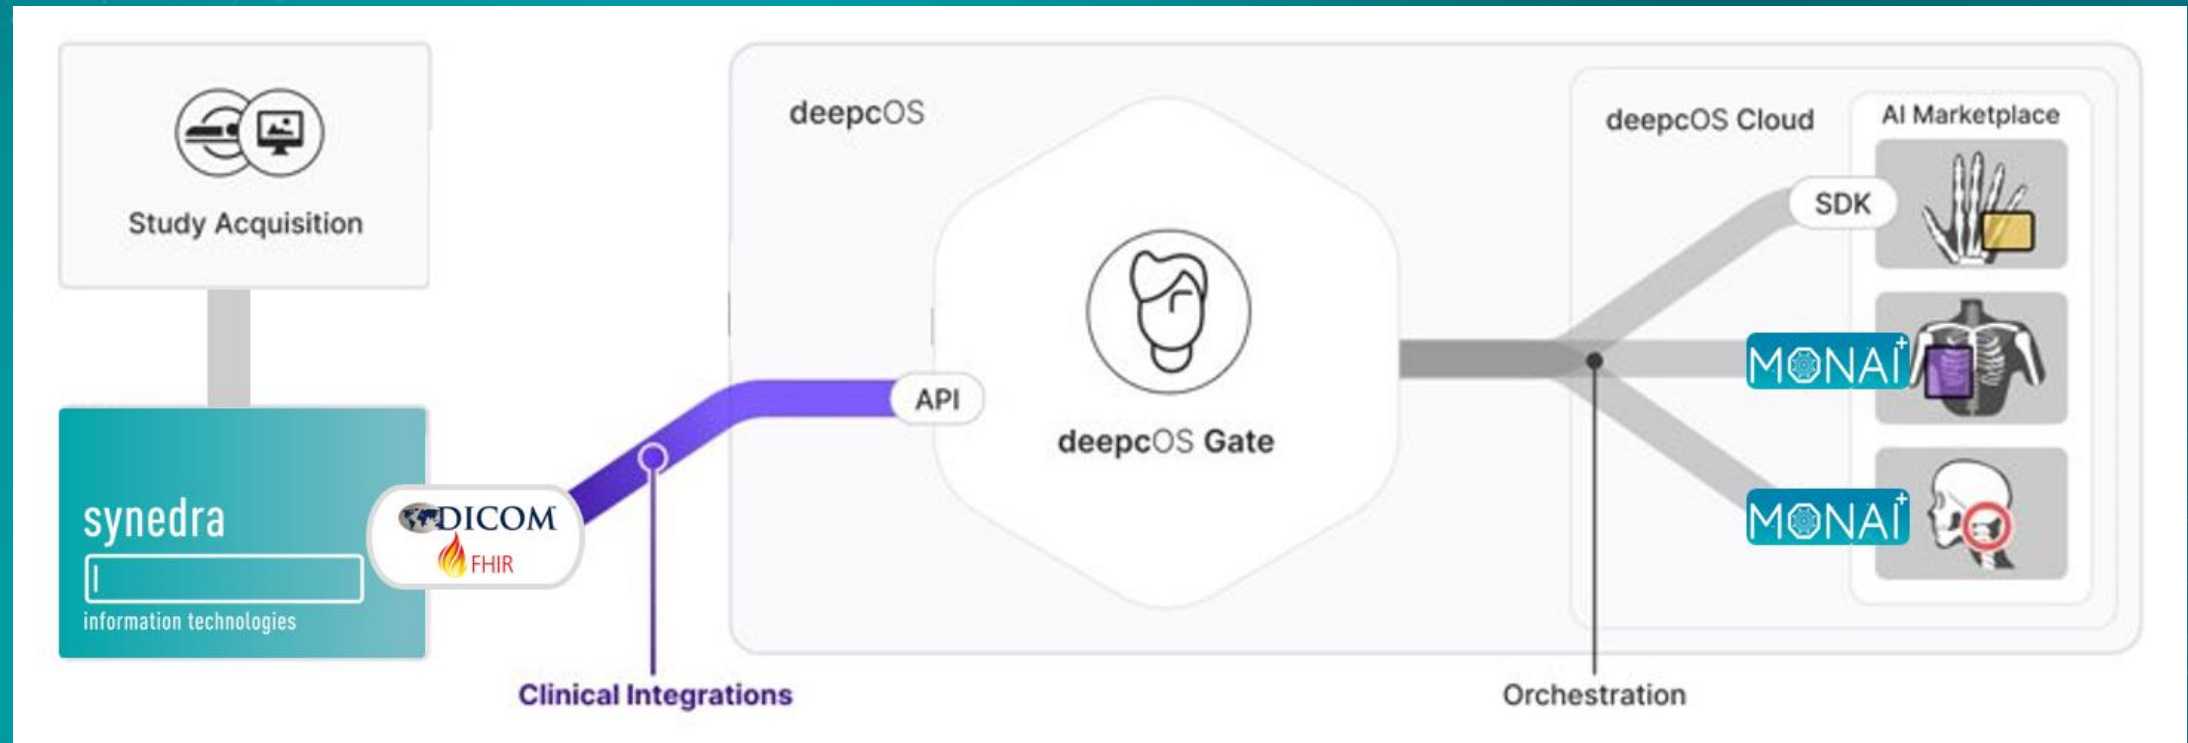 Study Acquisition
synedra
information technologies
DICOM
FHIR
Clinical Integrations
deepcOS
API
deepcOS Gate
Orchestration
deepcOS Cloud
AI Marketplace
SDK
MONAI+
MONAI+